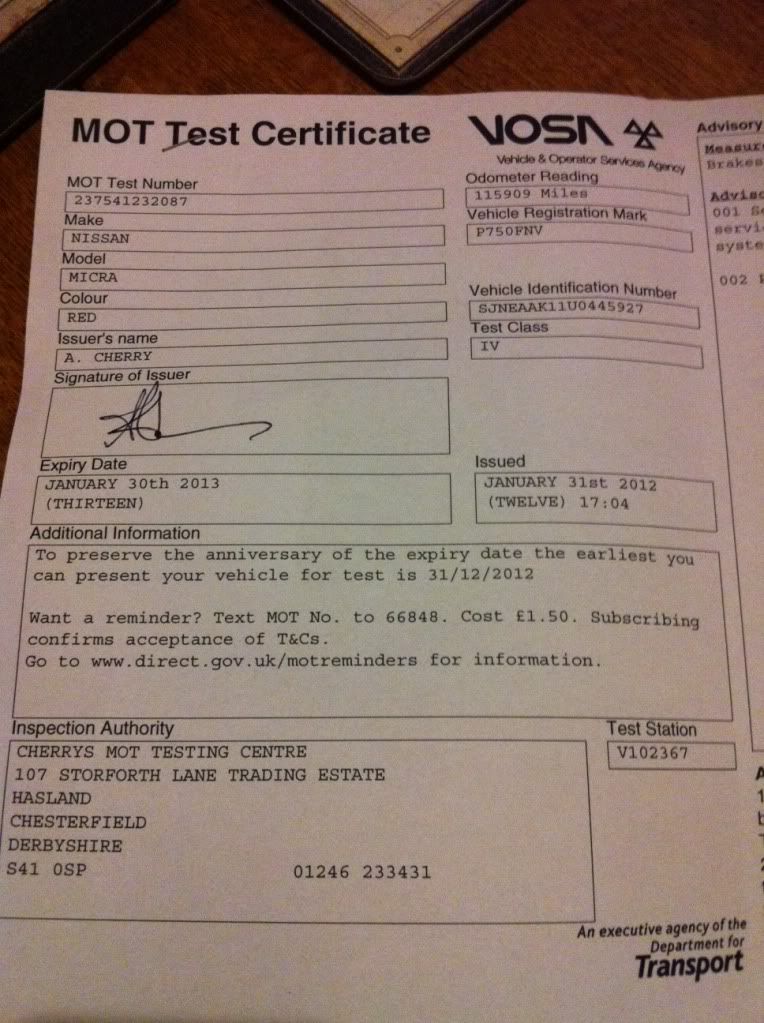 MOT Test Certificate
VOSA
Vehicle & Operator Services Agency
MOT Test Number
237541232087
Make
NISSAN
Model
MICRA
Colour
RED
Issuer's name
A. CHERRY
Signature of Issuer
Odometer Reading
115909 Miles
Vehicle Registration Mark
P750FNV
Vehicle Identification Number
SJNEAAK11U0445927
Test Class
IV
Expiry Date
JANUARY 30th 2013
(THIRTEEN)
Issued
JANUARY 31st 2012
(TWELVE) 17:04
Additional Information
To preserve the anniversary of the expiry date the earliest you
can present your vehicle for test is 31/12/2012
Want a reminder? Text MOT No. to 66848. Cost £1.50. Subscribing
confirms acceptance of T&Cs.
Go to www.direct.gov.uk/motreminders for information.
Inspection Authority
CHERRYS MOT TESTING CENTRE
107 STORFORTH LANE TRADING ESTATE
HASLAND
CHESTERFIELD
DERBYSHIRE
S41 0SP 01246 233431
Test Station
V102367
An executive agency of the
Department for
Transport
Advisory
Brakes
001
002